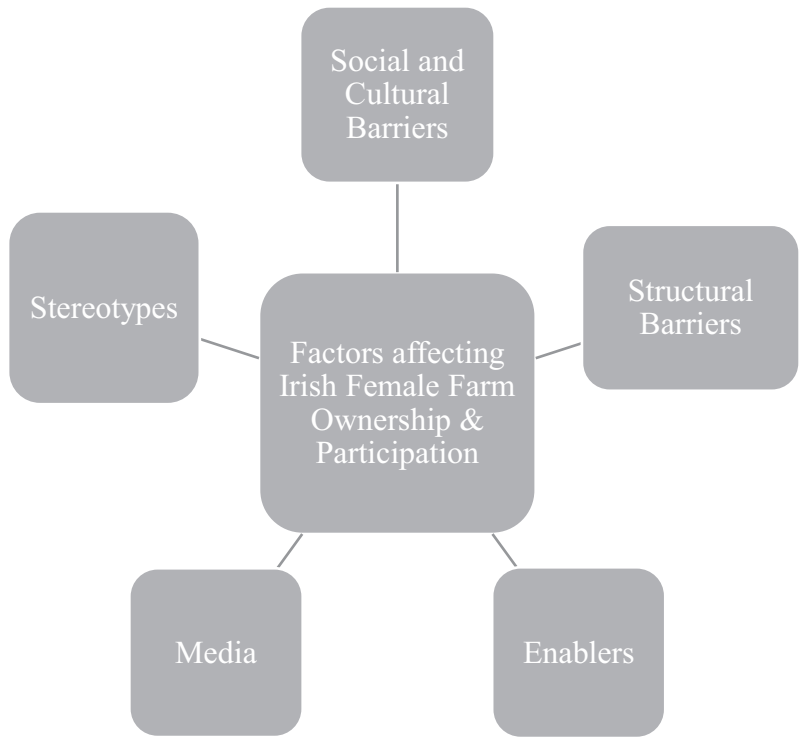 Social and
Cultural
Barriers
Stereotypes
Structural
Barriers
Factors affecting
Irish Female Farm
Ownership &
Participation
Media
Enablers